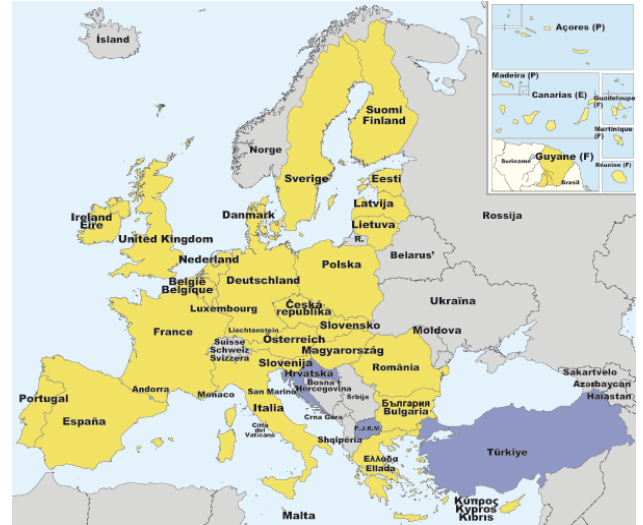 Ísland
Açores (P)
Madeira (P)
Canarias (E)
Guadeloupe
(F)
Martinique
(F)
Réunion (F)
Suriname
Guyane (F)
Brasil
Suomi
Finland
Norge
Sverige
Eesti
Latvija
Lietuva
R.
Rossija
Danmark
Ireland
Éire
United Kingdom
Nederland
België
Belgique
Deutschland
Polska
Belarus'
Ukraïna
Luxembourg
Česká
republika
Slovensko
Moldova
France
Liechtenstein
Suisse
Schweiz
Svizzera
Österreich
Magyarország
Slovenija
Hrvatska
România
Bosna i
Hercegovina
Srbija
Sakartvelo
Azərbaycan
Haïastan
Andorra
Monaco
San Marino
Portugal
España
Italia
Città
del
Vaticano
Crna Gora
България
Bulgaria
P.J.R.M.
Shqipëria
Türkiye
Ελλάδα
Ellada
Κύπρος
Kypros
Kıbrıs
Malta